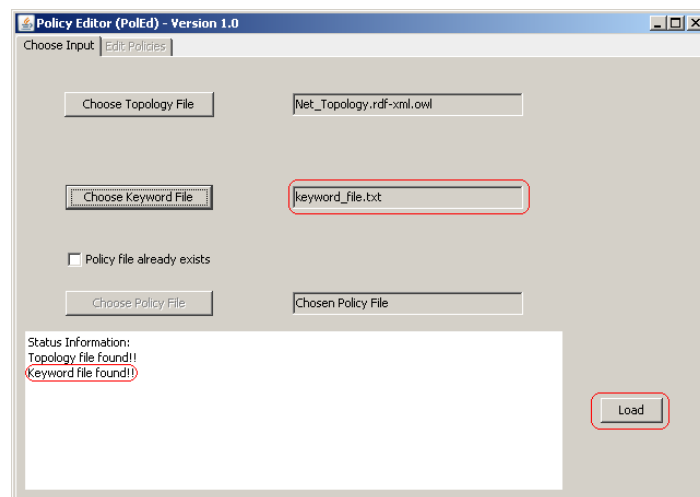 Policy Editor (PolEd) - Version 1.0
Choose Input Edit Policies
Choose Topology File Net_Topology.rdf-xml.owl
Choose Keyword File keyword_file.txt
Policy file already exists
Choose Policy File Chosen Policy File
Status Information:
Topology file found!!
Keyword file found!!
Load